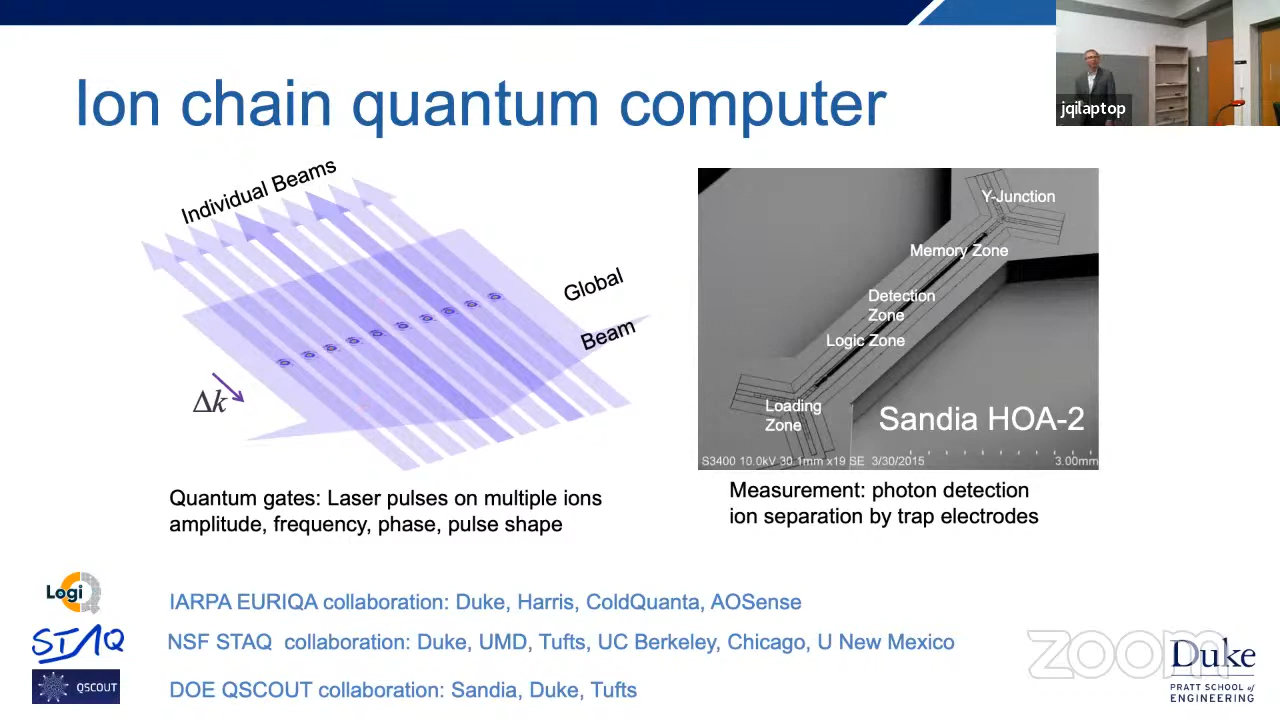 Ion chain quantum computer
jqilaptop
Individual Beams
Global
Beam
Δk
Y-Junction
Memory Zone
Detection
Zone
Logic Zone
Loading
Zone
Sandia HOA-2
S3400 10.0kV 30.1mm x19 SE 3/30/2015
3.00mm
Quantum gates: Laser pulses on multiple ions
amplitude, frequency, phase, pulse shape
Measurement: photon detection
ion separation by trap electrodes
LogiQ
IARPA EURIQA collaboration: Duke, Harris, ColdQuanta, AOSense
STAQ
NSF STAQ collaboration: Duke, UMD, Tufts, UC Berkeley, Chicago, U New Mexico
QSCOUT
DOE QSCOUT collaboration: Sandia, Duke, Tufts
zoom
Duke
PRATT SCHOOL of
ENGINEERING